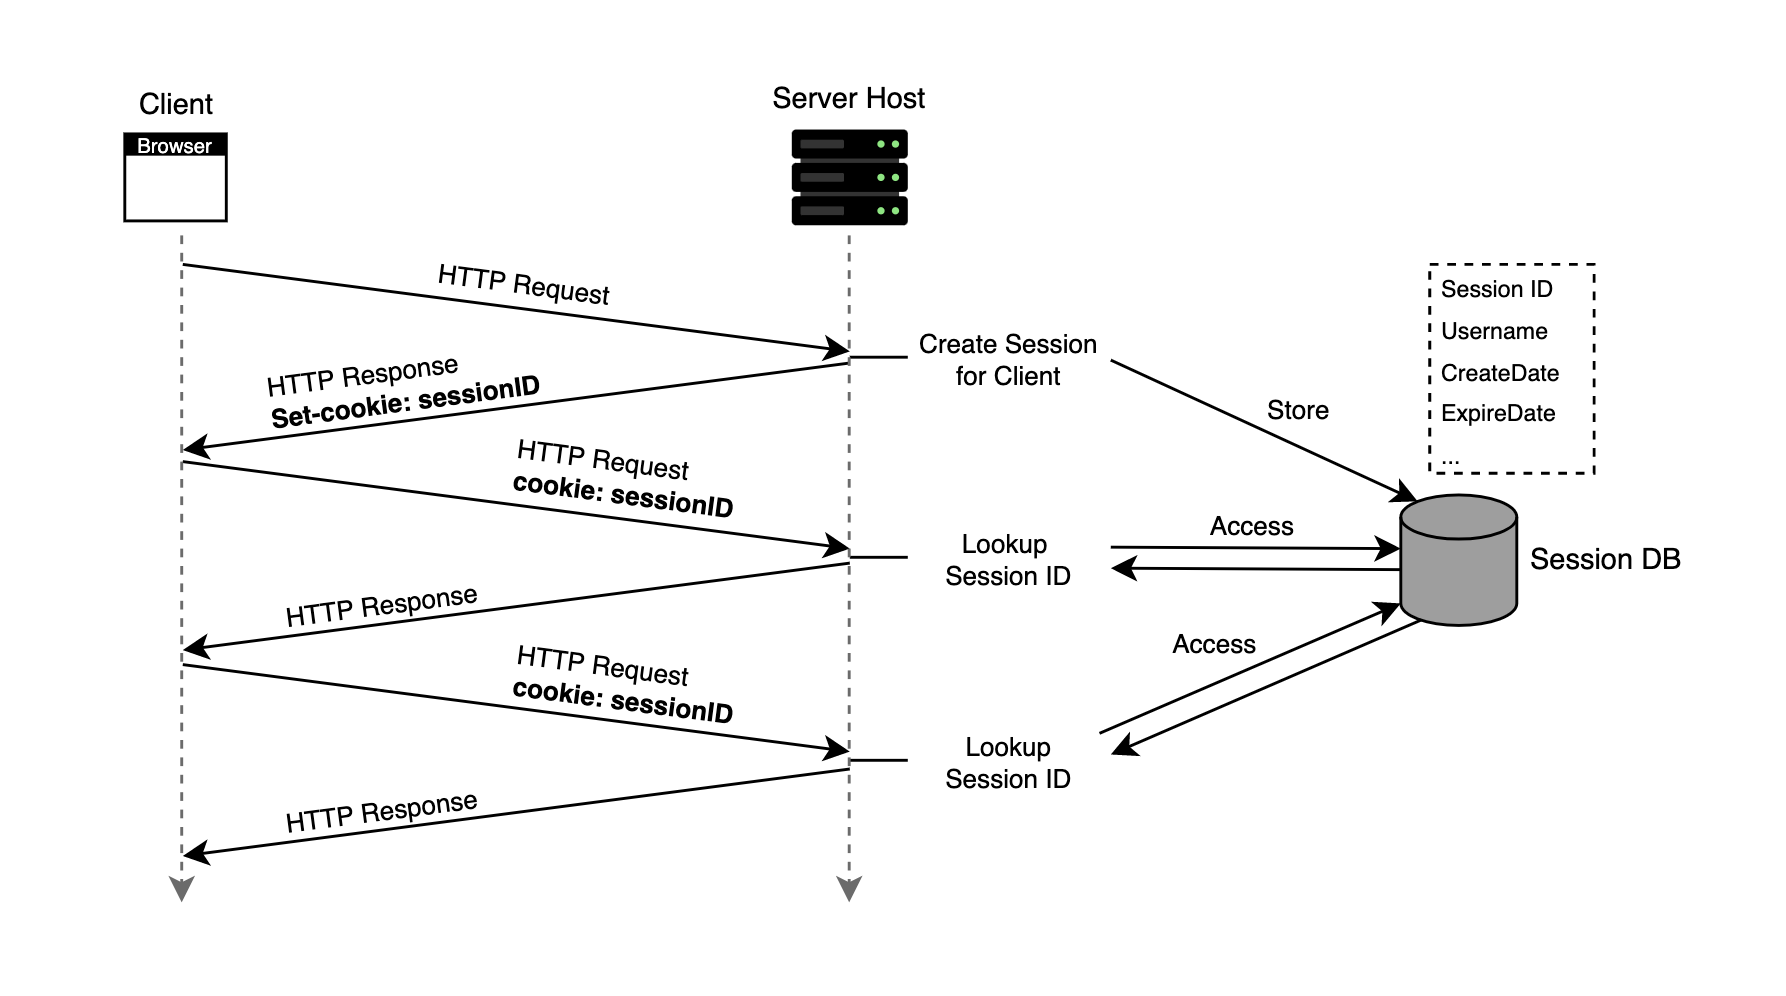 Client
Browser
Server Host
HTTP Request
Create Session
for Client
HTTP Response
Set-cookie: sessionID
Store
Session ID
Username
CreateDate
ExpireDate
...
HTTP Request
cookie: sessionID
Lookup
Session ID
Access
Session DB
HTTP Response
HTTP Request
cookie: sessionID
Access
Lookup
Session ID
HTTP Response